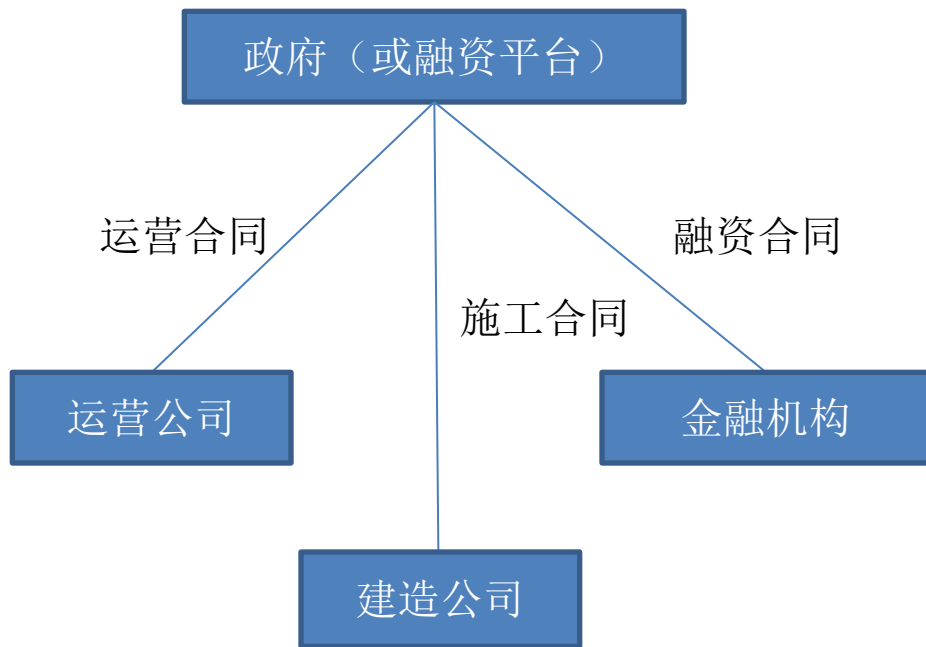 政府（或融资平台）
运营合同
融资合同
施工合同
运营公司
金融机构
建造公司